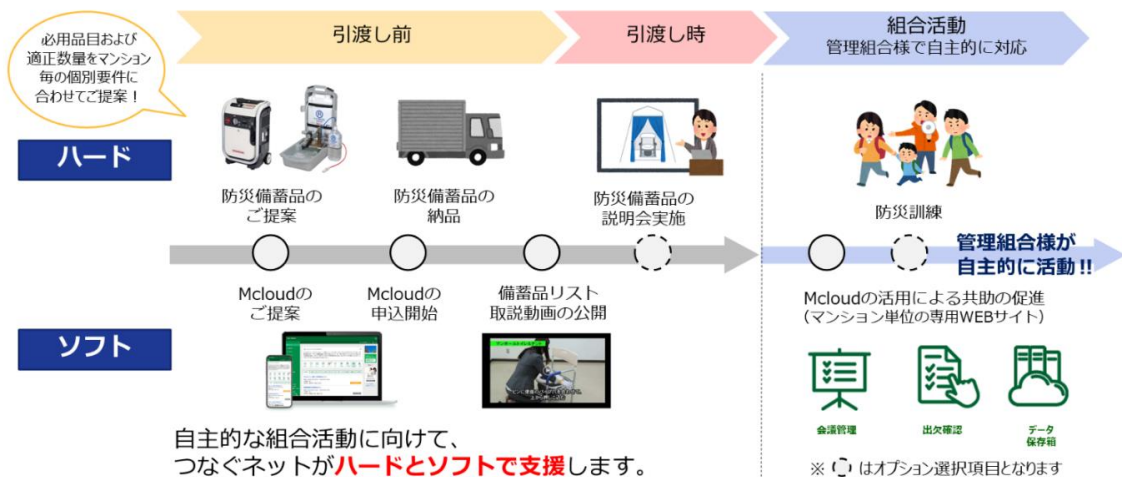 必用品目および
適正数量をマンション
毎の個別要件に
合わせてご提案！
引渡し前
引渡し時
組合活動
管理組合様で自主的に対応
ハード
防災備蓄品の
ご提案
防災備蓄品の
納品
防災備蓄品の
説明会実施
防災訓練
管理組合様が
自主的に活動!!
Mcloudの
ご提案
Mcloudの
申込開始
備蓄品リスト
取説動画の公開
Mcloudの活用による共助の促進
（マンション単位の専用WEBサイト）
ソフト
会議管理
出欠確認
データ
保存箱
自主的な組合活動に向けて、
つなぐネットがハードとソフトで支援します。
※ はオプション選択項目となります